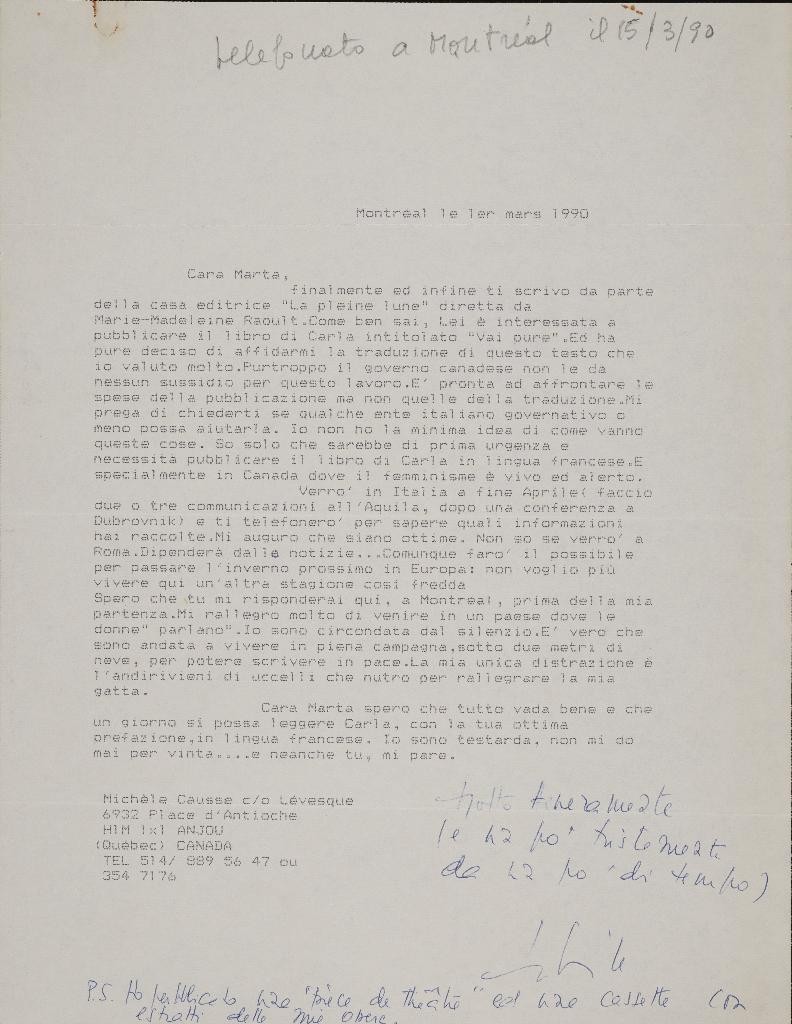 telefonato a Montréal il 15/3/90
Montréal le 1er mars 1990
Cara Marta,
finalmente ed infine ti scrivo da parte
della casa editrice "La pleine lune" diretta da
Marie-Madeleine Raoult.Come ben sai, Lei è interessata a
pubblicare il libro di Carla intitolato "Vai pure".Ed ha
pure deciso di affidarmi la traduzione di questo testo che
io valuto molto.Purtroppo il governo canadese non le da
nessun sussidio per questo lavoro.E' pronta ad affrontare le
spese della pubblicazione ma non quelle della traduzione.Mi
prega di chiederti se qualche ente italiano governativo o
meno possa aiutarla. Io non ho la minima idea di come vanno
queste cose. So solo che sarebbe di prima urgenza e
necessità pubblicare il libro di Carla in lingua francese.E
specialmente in Canada dove il femminismo è vivo ed alerto.
Verro' in Italia a fine Aprile( faccio
due o tre communicazioni all'Aquila, dopo una conferenza a
Dubrovnik) e ti telefonero' per sapere quali informazioni
hai raccolte.Mi auguro che siano ottime. Non so se verro' a
Roma.Dipenderà dalle notizie...Comunque faro' il possibile
per passare l'inverno prossimo in Europa: non voglio più
vivere qui un'altra stagione cosi fredda
Spero che tu mi risponderai qui, a Montreal, prima della mia
partenza.Mi rallegro molto di venire in un paese dove le
donne" parlano".Io sono circondata dal silenzio.E' vero che
sono andata a vivere in piena campagna,sotto due metri di
neve, per potere scrivere in pace.La mia unica distrazione è
l'andirivieni di uccelli che nutro per rallegrare la mia
gatta.
Cara Marta spero che tutto vada bene e che
un giorno si possa leggere Carla, con la tua ottima
prefazione,in lingua francese. Io sono testarda, non mi do
mai per vinta....e neanche tu, mi pare.
Michèle Causse c/o Lévesque
6932 Place d'Antioche
H1M 1x1 ANJOU
(Québec) CANADA
TEL 514/ 889 56 47 ou
354 7176
Molto teneramente
(e un po' tristemente
da un po' di tempo)
P.S. Ho pubblicato una "pièce de théâtre" ed una cassette con
estratti delle mie opere.